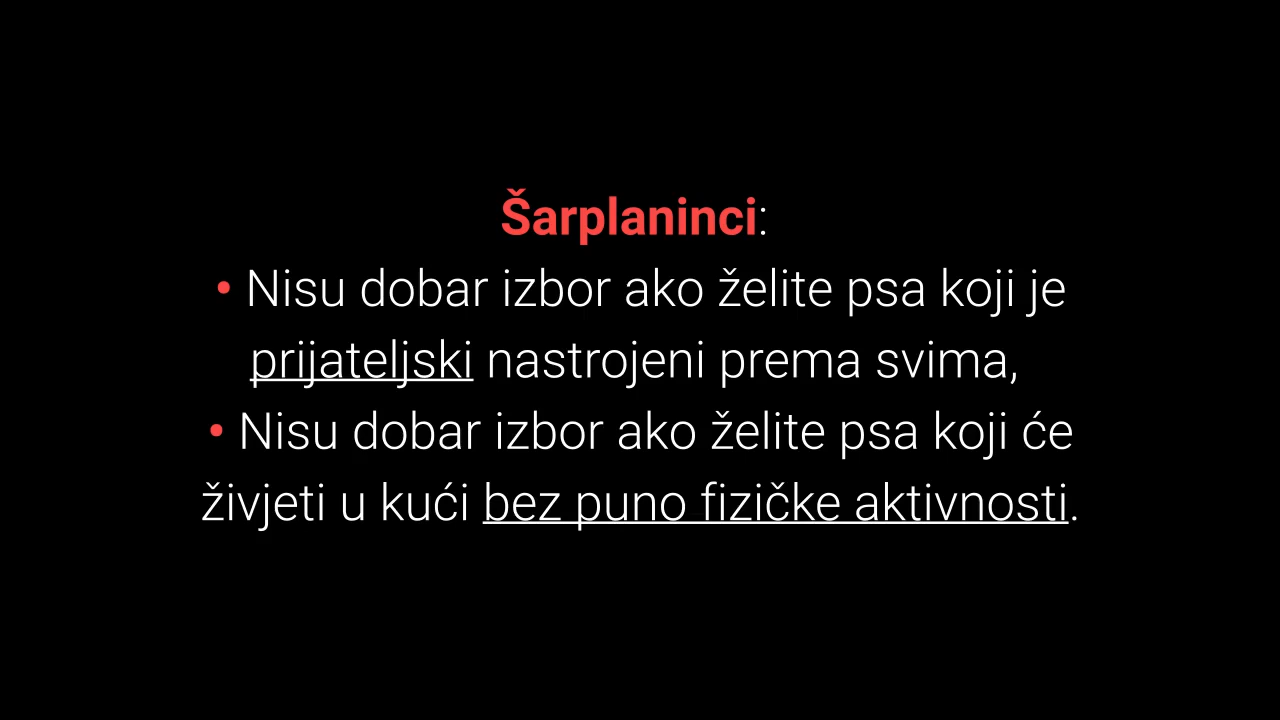 Šarplaninci:
• Nisu dobar izbor ako želite psa koji je
prijateljski nastrojeni prema svima,
• Nisu dobar izbor ako želite psa koji će
živjeti u kući bez puno fizičke aktivnosti.